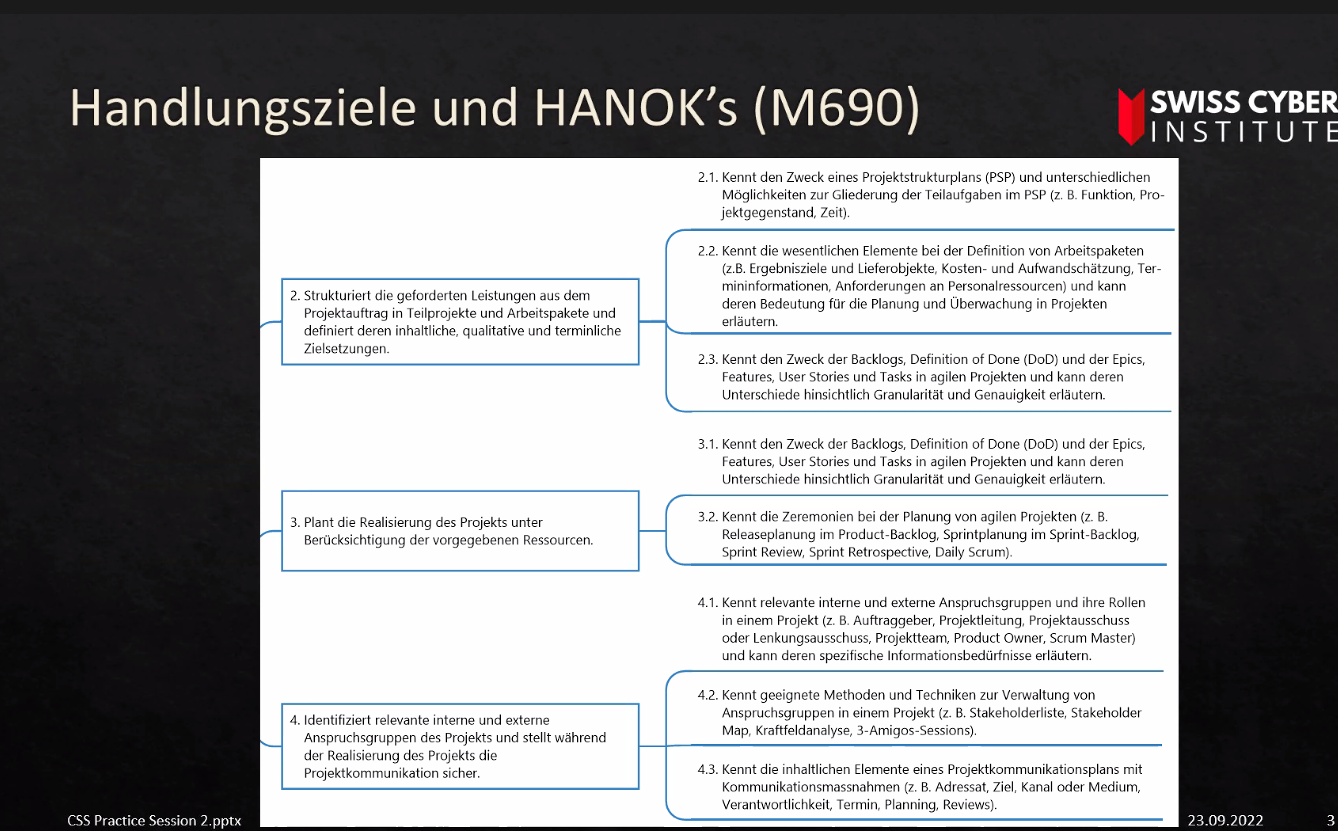 Handlungsziele und HANOK’s (M690)
SWISS CYBER
INSTITUTE
2. Strukturiert die geforderten Leistungen aus dem
Projektauftrag in Teilprojekte und Arbeitspakete und
definiert deren inhaltliche, qualitative und terminliche
Zielsetzungen.
2.1. Kennt den Zweck eines Projektstrukturplans (PSP) und unterschiedlichen
Möglichkeiten zur Gliederung der Teilaufgaben im PSP (z. B. Funktion, Pro-
jektgegenstand, Zeit).
2.2. Kennt die wesentlichen Elemente bei der Definition von Arbeitspaketen
(z.B. Ergebnisziele und Lieferobjekte, Kosten- und Aufwandschätzung, Ter-
mininformationen, Anforderungen an Personalressourcen) und kann
deren Bedeutung für die Planung und Überwachung in Projekten
erläutern.
2.3. Kennt den Zweck der Backlogs, Definition of Done (DoD) und der Epics,
Features, User Stories und Tasks in agilen Projekten und kann deren
Unterschiede hinsichtlich Granularität und Genauigkeit erläutern.
3. Plant die Realisierung des Projekts unter
Berücksichtigung der vorgegebenen Ressourcen.
3.1. Kennt den Zweck der Backlogs, Definition of Done (DoD) und der Epics,
Features, User Stories und Tasks in agilen Projekten und kann deren
Unterschiede hinsichtlich Granularität und Genauigkeit erläutern.
3.2. Kennt die Zeremonien bei der Planung von agilen Projekten (z. B.
Releaseplanung im Product-Backlog, Sprintplanung im Sprint-Backlog,
Sprint Review, Sprint Retrospective, Daily Scrum).
4. Identifiziert relevante interne und externe
Anspruchsgruppen des Projekts und stellt während
der Realisierung des Projekts die
Projektkommunikation sicher.
4.1. Kennt relevante interne und externe Anspruchsgruppen und ihre Rollen
in einem Projekt (z. B. Auftraggeber, Projektleitung, Projektausschuss
oder Lenkungsausschuss, Projektteam, Product Owner, Scrum Master)
und kann deren spezifische Informationsbedürfnisse erläutern.
4.2. Kennt geeignete Methoden und Techniken zur Verwaltung von
Anspruchsgruppen in einem Projekt (z. B. Stakeholderliste, Stakeholder
Map, Kraftfeldanalyse, 3-Amigos-Sessions).
4.3. Kennt die inhaltlichen Elemente eines Projektkommunikationsplans mit
Kommunikationsmassnahmen (z. B. Adressat, Ziel, Kanal oder Medium,
Verantwortlichkeit, Termin, Planning, Reviews).
CSS Practice Session 2.pptx
23.09.2022
3